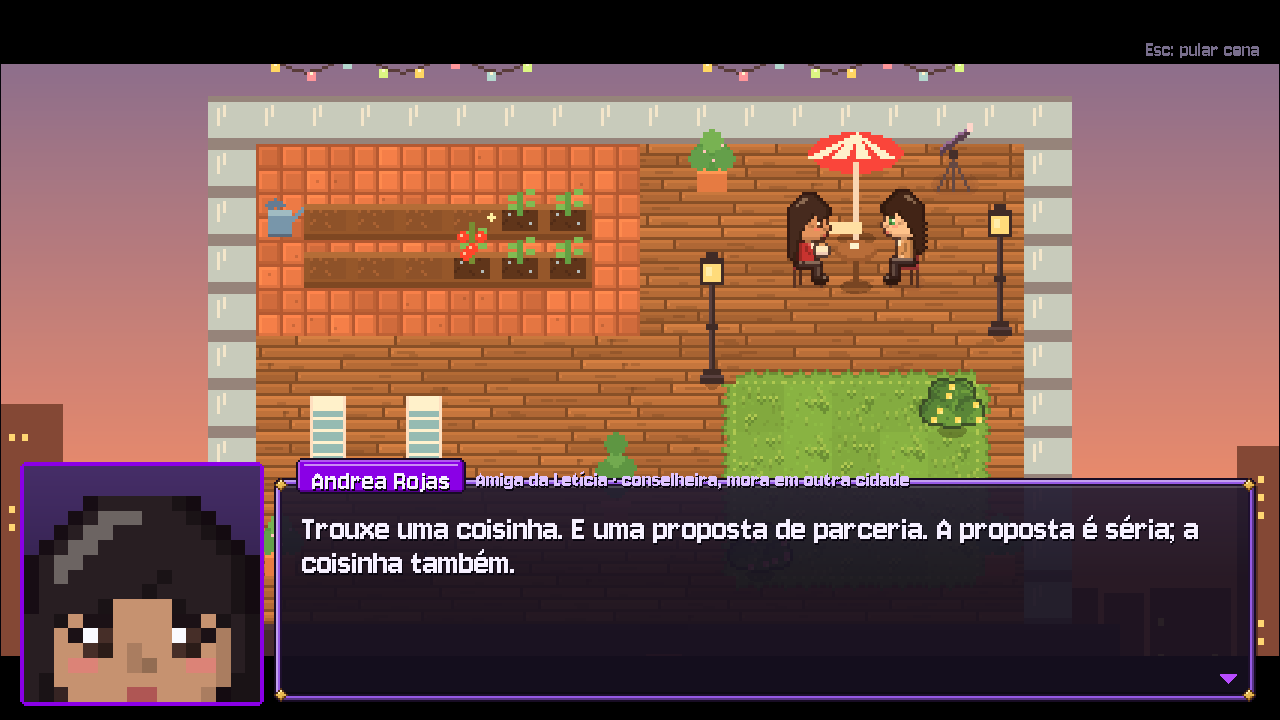 Esc: pular cena
Andrea Rojas
Amiga da Letícia · conselheira, mora em outra cidade
Trouxe uma coisinha. E uma proposta de parceria. A proposta é séria; a
coisinha também.